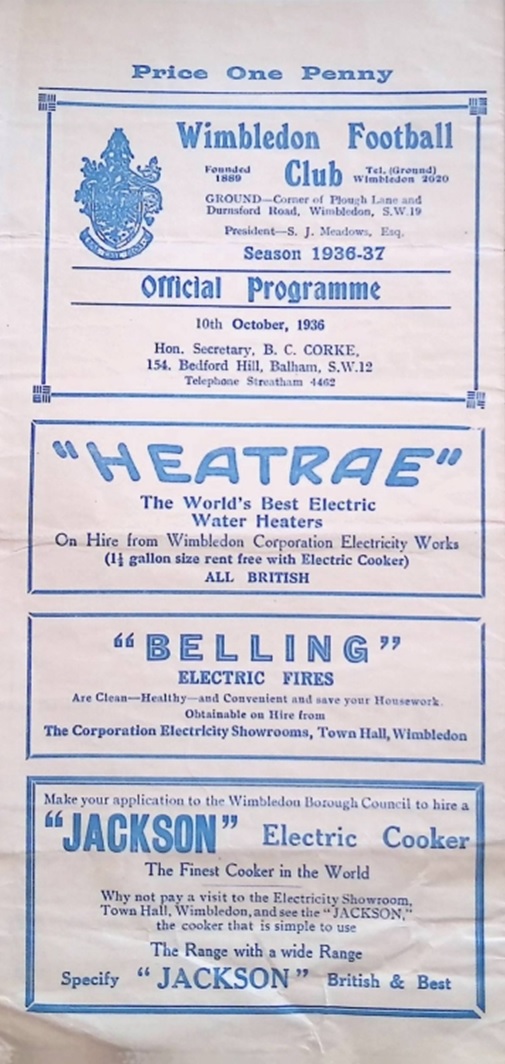 Price One Penny
Wimbledon Football
Founded 1889
Club
Tel. (Ground) Wimbledon 2020
GROUND—Corner of Plough Lane and
Durnsford Road, Wimbledon, S.W.19
President—S. J. Meadows, Esq.
Season 1936-37
Official Programme
10th October, 1936
Hon. Secretary, B. C. CORKE,
154, Bedford Hill, Balham, S.W.12
Telephone Streatham 4462
"HEATRAE"
The World's Best Electric
Water Heaters
On Hire from Wimbledon Corporation Electricity Works
(1½ gallon size rent free with Electric Cooker)
ALL BRITISH
"BELLING"
ELECTRIC FIRES
Are Clean—Healthy—and Convenient and save your Housework.
Obtainable on Hire from
The Corporation Electricity Showrooms, Town Hall, Wimbledon
Make your application to the Wimbledon Borough Council to hire a
"JACKSON" Electric Cooker
The Finest Cooker in the World
Why not pay a visit to the Electricity Showroom,
Town Hall, Wimbledon, and see the "JACKSON,"
the cooker that is simple to use
The Range with a wide Range
Specify "JACKSON" British & Best